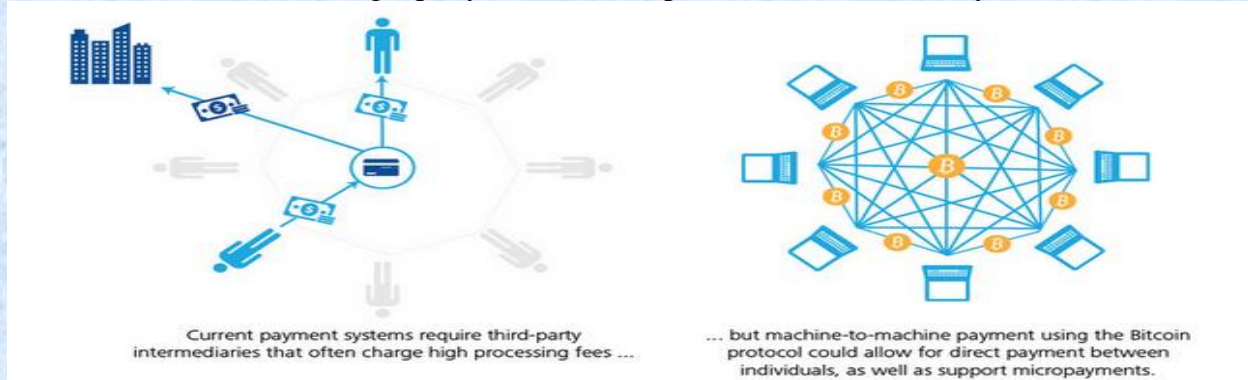 Current payment systems require third-party
intermediaries that often charge high processing fees ...
... but machine-to-machine payment using the Bitcoin
protocol could allow for direct payment between
individuals, as well as support micropayments.